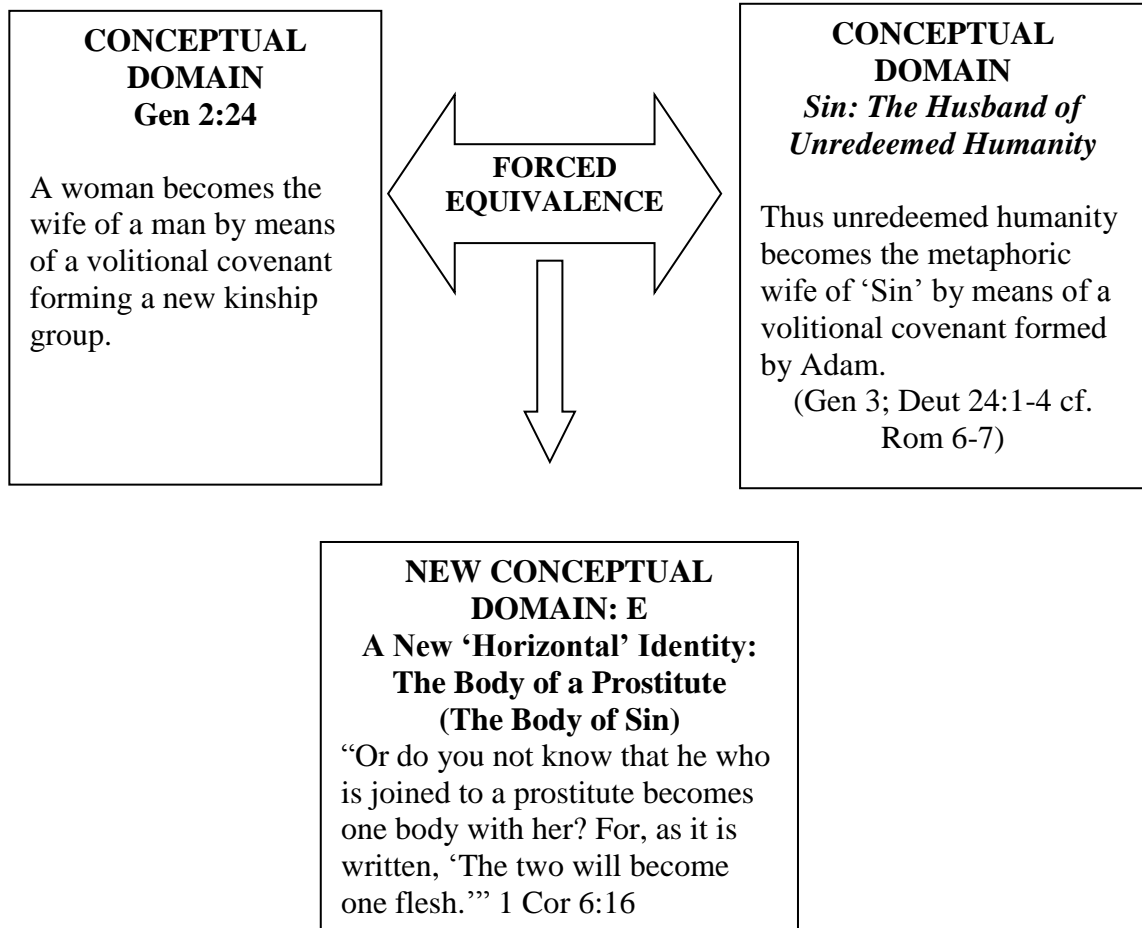 CONCEPTUAL
DOMAIN
Gen 2:24
A woman becomes the
wife of a man by means
of a volitional covenant
forming a new kinship
group.
FORCED
EQUIVALENCE
CONCEPTUAL
DOMAIN
Sin: The Husband of
Unredeemed Humanity
Thus unredeemed humanity
becomes the metaphoric
wife of ‘Sin’ by means of a
volitional covenant formed
by Adam.
(Gen 3; Deut 24:1-4 cf.
Rom 6-7)
NEW CONCEPTUAL
DOMAIN: E
A New ‘Horizontal’ Identity:
The Body of a Prostitute
(The Body of Sin)
“Or do you not know that he who
is joined to a prostitute becomes
one body with her? For, as it is
written, ‘The two will become
one flesh.’” 1 Cor 6:16